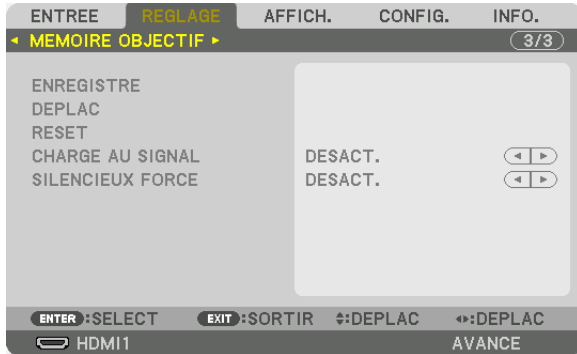 ENTREE REGLAGE AFFICH. CONFIG. INFO.
MEMOIRE OBJECTIF 3/3
ENREGISTRE
DEPLAC
RESET
CHARGE AU SIGNAL DESACT.
SILENCIEUX FORCE DESACT.
ENTER :SELECT EXIT :SORTIR :DEPLAC :DEPLAC
HDMI1 AVANCE